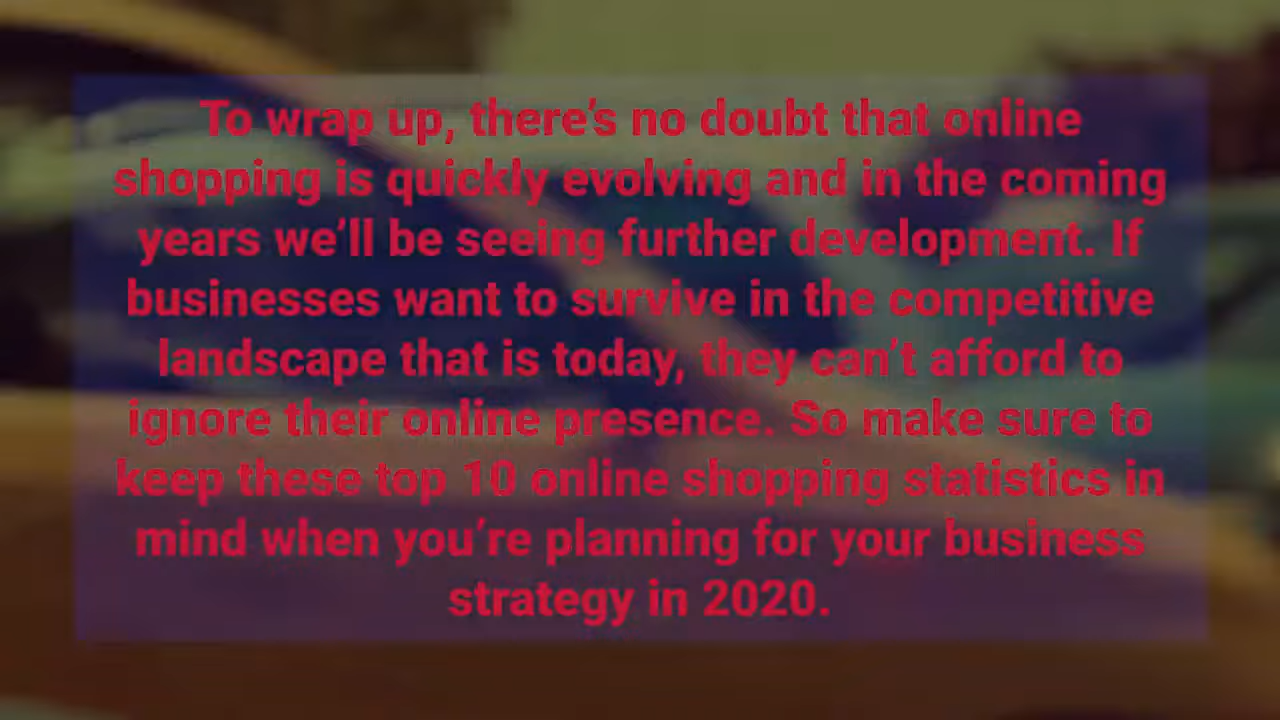 To wrap up, there’s no doubt that online
shopping is quickly evolving and in the coming
years we’ll be seeing further development. If
businesses want to survive in the competitive
landscape that is today, they can’t afford to
ignore their online presence. So make sure to
keep these top 10 online shopping statistics in
mind when you’re planning for your business
strategy in 2020.